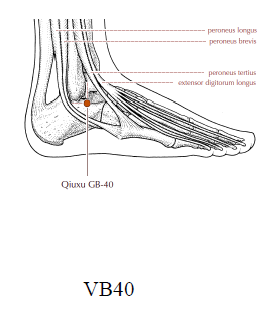 peroneus longus
peroneus brevis
peroneus tertius
extensor digitorum longus
Qiuxu GB-40
VB40